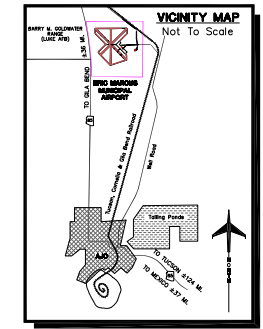 VICINITY MAP
Not To Scale
BARRY M. GOLDWATER
RANGE
(LUKE AFB)
±36 MI.
TO GILA BEND
85
ERIC MARCUS
MUNICIPAL
AIRPORT
Tucson, Cornelia & Gila Bend Railroad
Well Road
Tailing Ponds
AJO
TO TUCSON ±124 MI.
85
TO MEXICO ±37 MI.